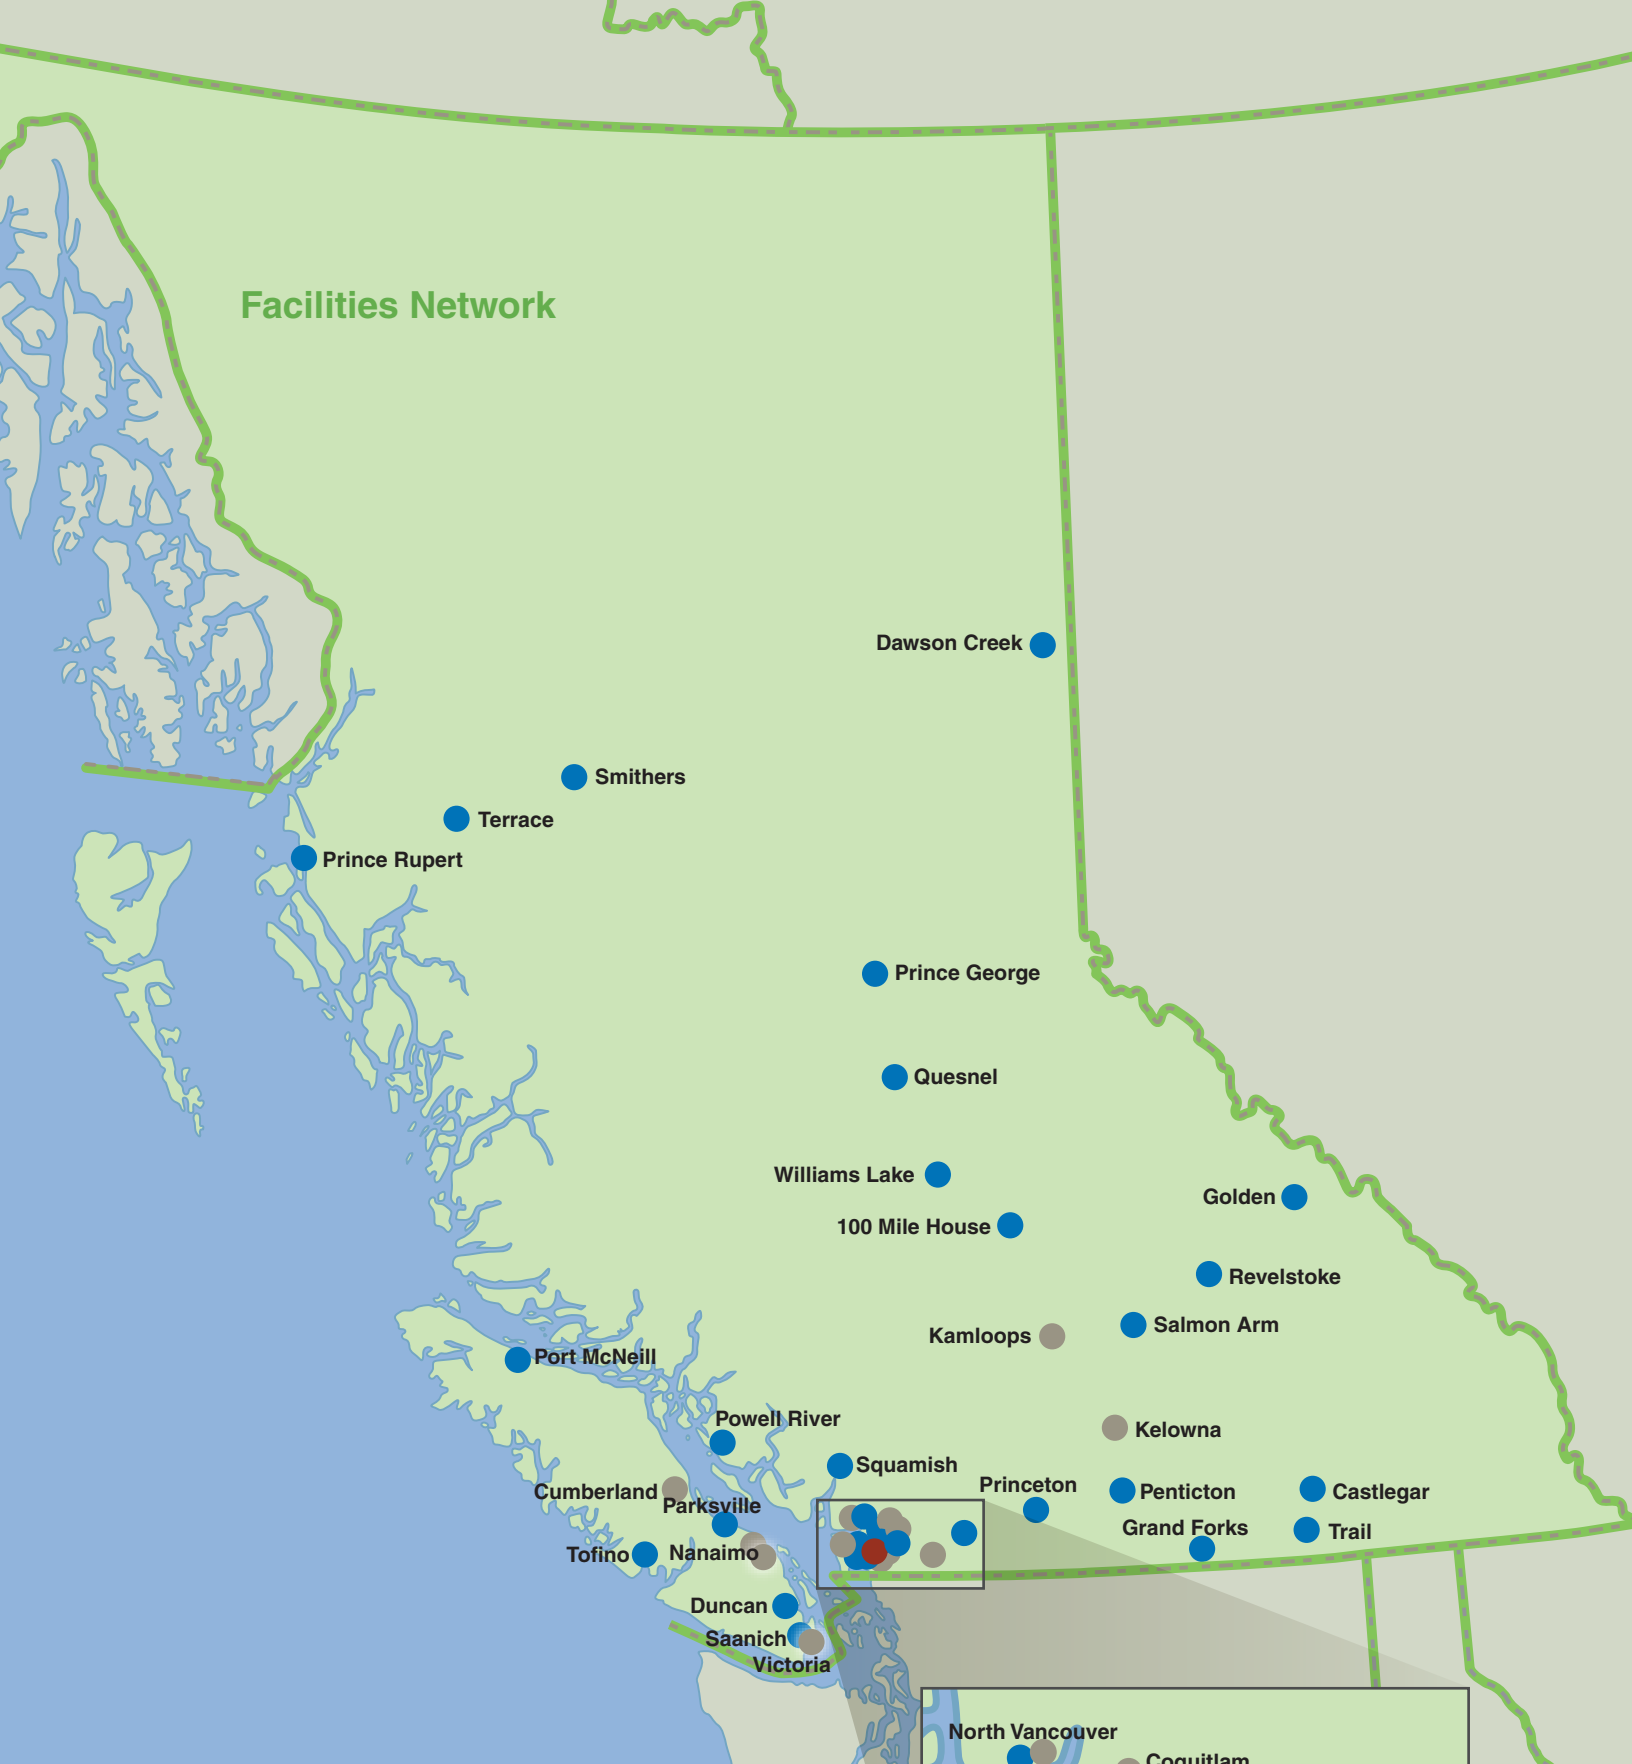 Facilities Network
Dawson Creek
Smithers
Terrace
Prince Rupert
Prince George
Quesnel
Williams Lake
Golden
100 Mile House
Revelstoke
Salmon Arm
Kamloops
Port McNeill
Powell River
Kelowna
Squamish
Princeton
Cumberland
Penticton
Castlegar
Parksville
Grand Forks
Trail
Tofino
Nanaimo
Duncan
Saanich
Victoria
North Vancouver
Coquitlam